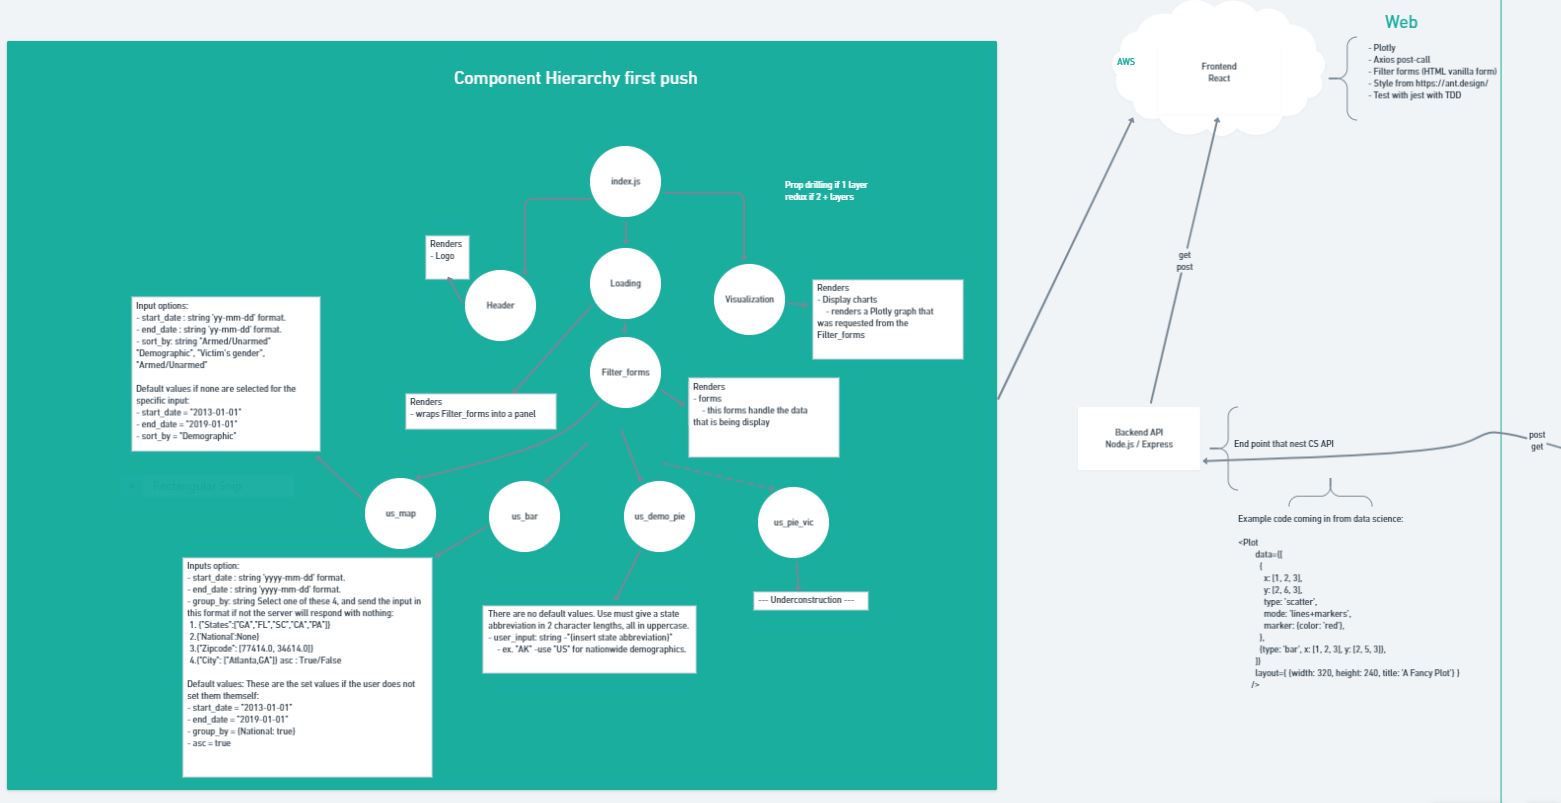 Component Hierarchy first push
index.js
Prop drilling if 1 layer
redux if 2 + layers
Renders
- Logo
Header
Loading
Visualization
Renders
- Display charts
- renders a Plotly graph that
was requested from the
Filter_forms
Input options:
- start_date : string 'yy-mm-dd' format.
- end_date : string 'yy-mm-dd' format.
- sort_by: string "Armed/Unarmed"
"Demographic", "Victim's gender",
"Armed/Unarmed"
Default values if none are selected for the
specific input:
- start_date = "2013-01-01"
- end_date = "2019-01-01"
- sort_by = "Demographic"
Filter_forms
Renders
- wraps Filter_forms into a panel
Renders
- forms
- this forms handle the data
that is being display
Rectangular Snip
us_map
us_bar
us_demo_pie
us_pie_vic
Inputs option:
- start_date : string 'yyyy-mm-dd' format.
- end_date : string 'yyyy-mm-dd' format.
- group_by: string Select one of these 4, and send the input in
this format if not the server will respond with nothing:
1. {"States":["GA","FL","SC","CA","PA"]}
2.{'National':None}
3.{"Zipcode": [77414.0, 34614.0]}
4.{"City": ["Atlanta,GA"]} asc : True/False
Default values: These are the set values if the user does not
set them themself:
- start_date = "2013-01-01"
- end_date = "2019-01-01"
- group_by = {National: true}
- asc = true
There are no default values. Use must give a state
abbreviation in 2 character lengths, all in uppercase.
- user_input: string -"{insert state abbreviation}"
- ex. "AK" -use "US" for nationwide demographics.
--- Underconstruction ---
Web
AWS
Frontend
React
- Plotly
- Axios post-call
- Filter forms (HTML vanilla form)
- Style from https://ant.design/
- Test with jest with TDD
get
post
Backend API
Node.js / Express
End point that nest CS API
post
get
Example code coming in from data science:
<Plot
data={[
{
x: [1, 2, 3],
y: [2, 6, 3],
type: 'scatter',
mode: 'lines+markers',
marker: {color: 'red'},
},
{type: 'bar', x: [1, 2, 3], y: [2, 5, 3]},
]}
layout={ {width: 320, height: 240, title: 'A Fancy Plot'} }
/>